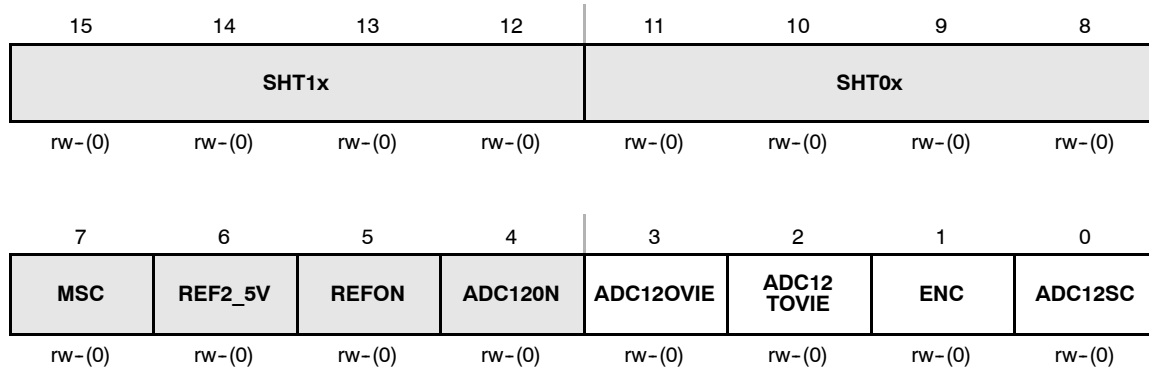 15 14 13 12 11 10 9 8
SHT1x SHT0x
rw-(0) rw-(0) rw-(0) rw-(0) rw-(0) rw-(0) rw-(0) rw-(0)
7 6 5 4 3 2 1 0
MSC REF2_5V REFON ADC120N ADC12OVIE ADC12 TOVIE ENC ADC12SC
rw-(0) rw-(0) rw-(0) rw-(0) rw-(0) rw-(0) rw-(0) rw-(0)